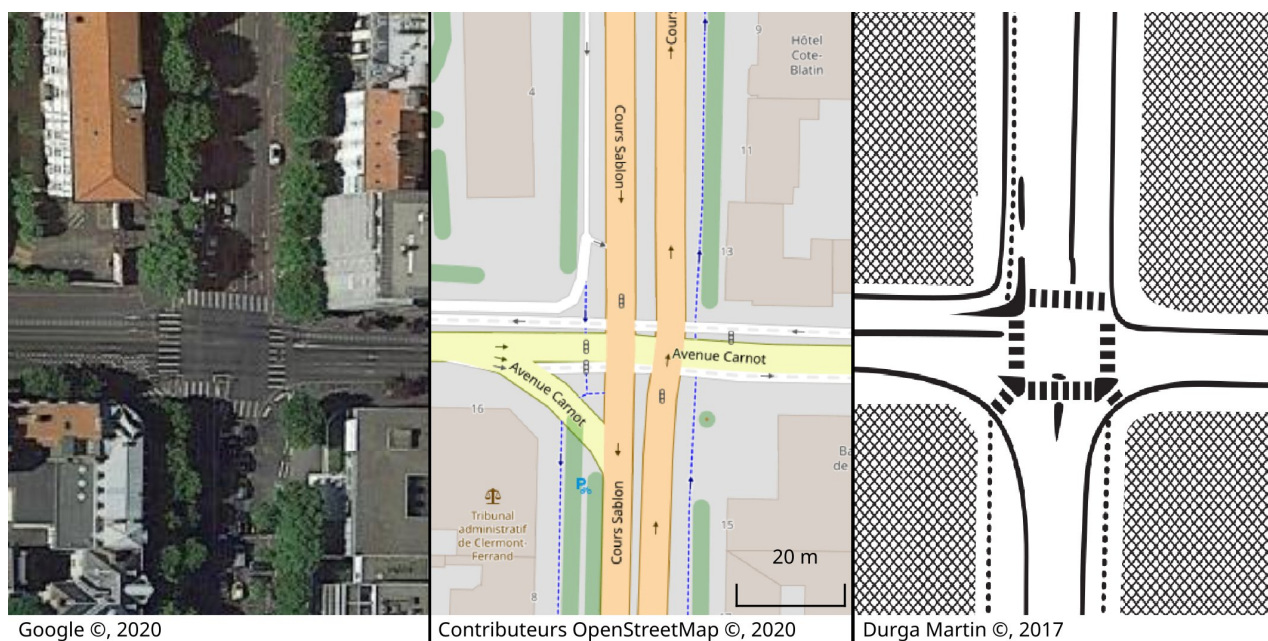 Cours
9
Hôtel
Cote-
Blatin
4
Cours Sablon
11
13
Avenue Carnot
Avenue Carnot
16
Tribunal
administratif
de Clermont-
Ferrand
8
P
Cours Sablon
Ba
de
15
20 m
Google ©, 2020
Contributeurs OpenStreetMap ©, 2020
Durga Martin ©, 2017